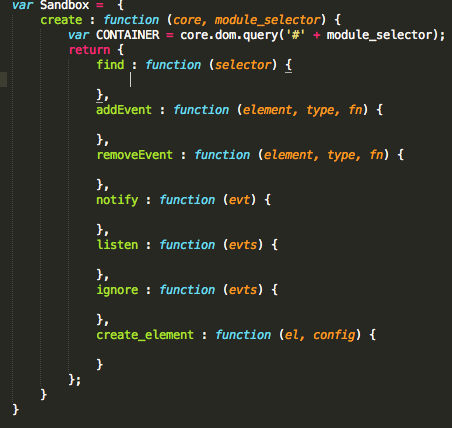 var Sandbox =  {
create : function (core, module_selector) {
var CONTAINER = core.dom.query('#' + module_selector);
return {
find : function (selector) {
},
addEvent : function (element, type, fn) {
},
removeEvent : function (element, type, fn) {
},
notify : function (evt) {
},
listen : function (evts) {
},
ignore : function (evts) {
},
create_element : function (el, config) {
}
};
}
}